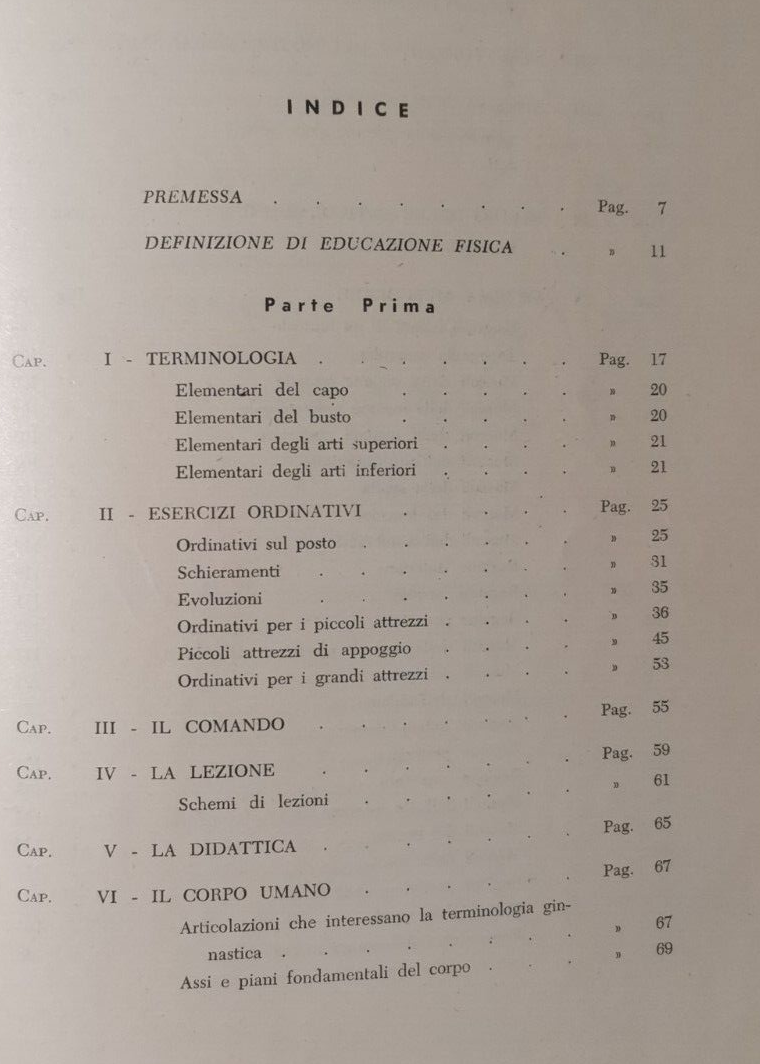 INDICE
PREMESSA . . . . . . . . Pag. 7
DEFINIZIONE DI EDUCAZIONE FISICA . » 11
Parte Prima
CAP. I - TERMINOLOGIA . . . . . . . Pag. 17
Elementari del capo . . . . . » 20
Elementari del busto . . . . . » 20
Elementari degli arti superiori . . . . » 21
Elementari degli arti inferiori . . . . » 21
CAP. II - ESERCIZI ORDINATIVI . . . . . Pag. 25
Ordinativi sul posto . . . . . . » 25
Schieramenti . . . . . . . » 31
Evoluzioni . . . . . . . » 35
Ordinativi per i piccoli attrezzi . . . . » 36
Piccoli attrezzi di appoggio . . . . » 45
Ordinativi per i grandi attrezzi . . . . » 53
CAP. III - IL COMANDO . . . . . . . Pag. 55
CAP. IV - LA LEZIONE . . . . . . . Pag. 59
Schemi di lezioni . . . . . . » 61
CAP. V - LA DIDATTICA . . . . . . . Pag. 65
CAP. VI - IL CORPO UMANO . . . . . Pag. 67
Articolazioni che interessano la terminologia gin-
nastica . . . . . . . . » 67
Assi e piani fondamentali del corpo . . . » 69